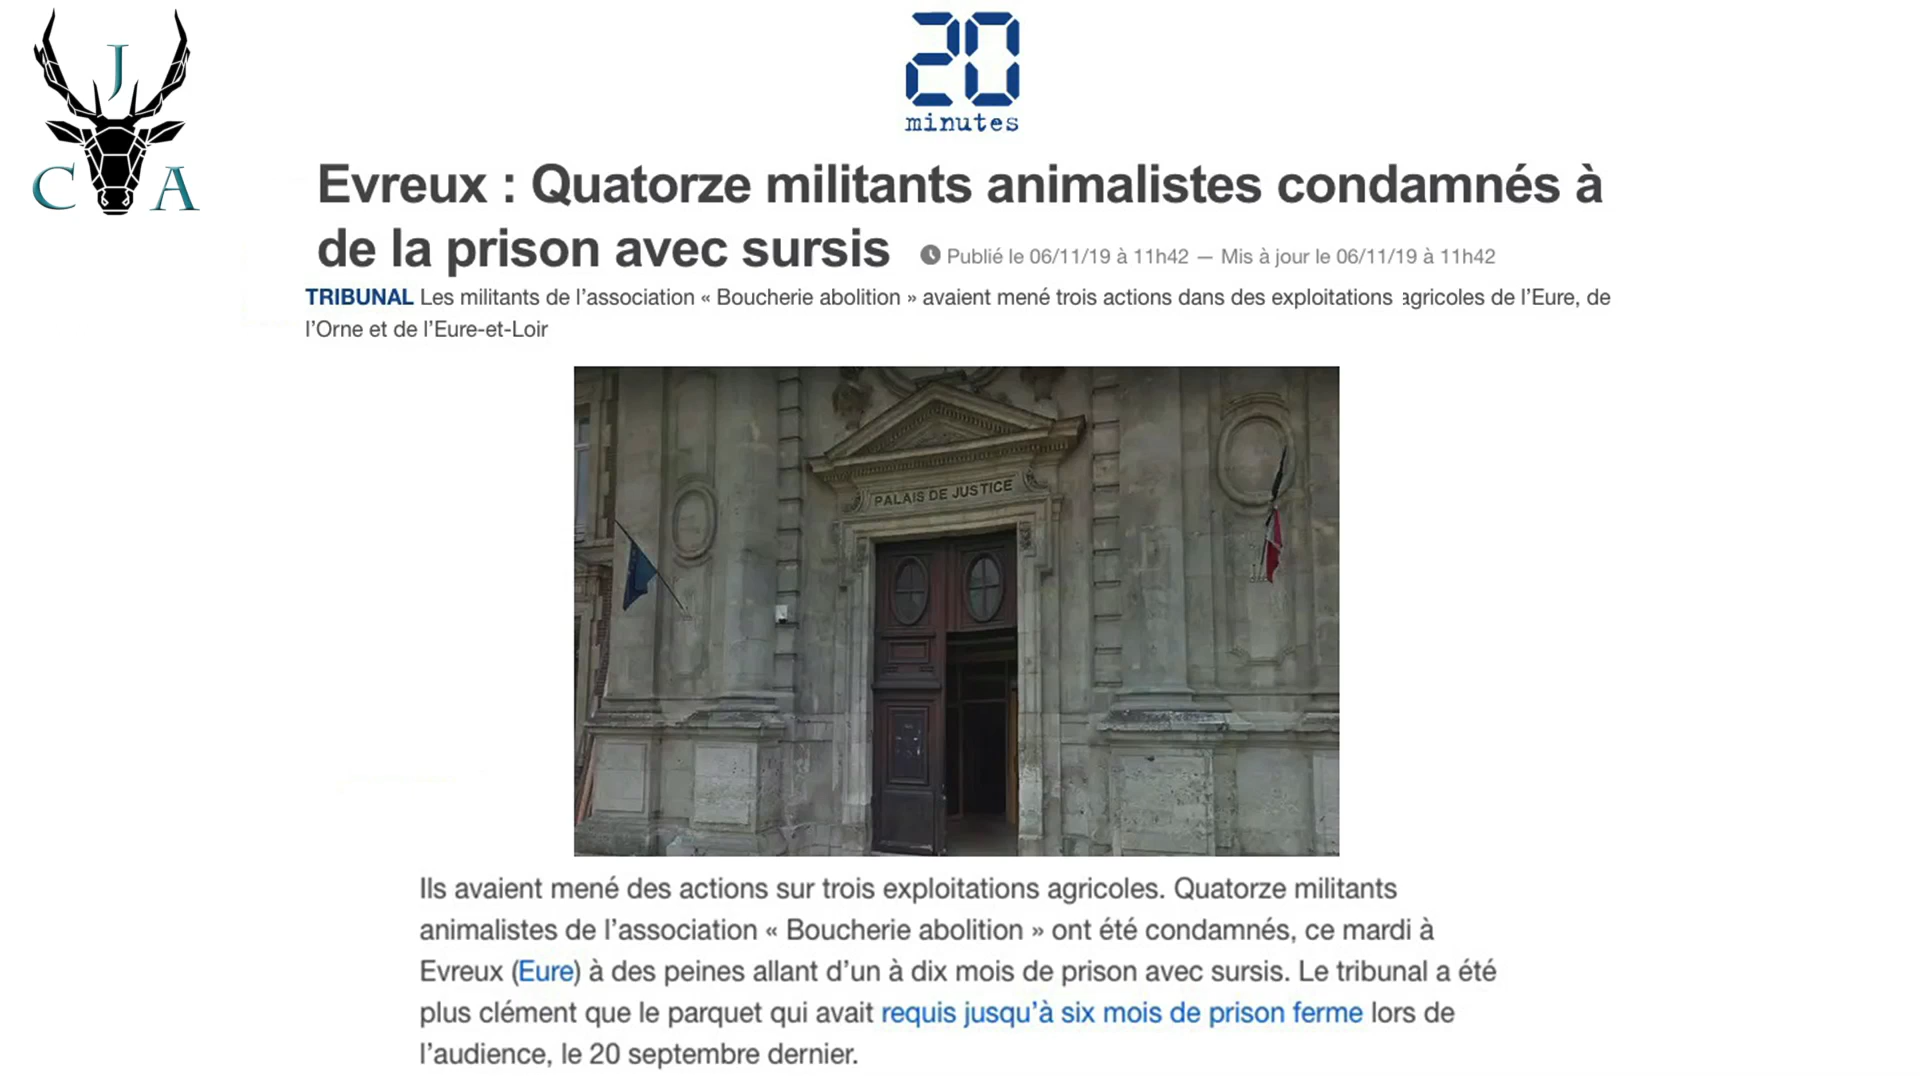 J
C A
20
minutes
Evreux : Quatorze militants animalistes condamnés à
de la prison avec sursis
Publié le 06/11/19 à 11h42 — Mis à jour le 06/11/19 à 11h42
TRIBUNAL Les militants de l’association « Boucherie abolition » avaient mené trois actions dans des exploitations agricoles de l’Eure, de
l’Orne et de l’Eure-et-Loir
PALAIS DE JUSTICE
Ils avaient mené des actions sur trois exploitations agricoles. Quatorze militants
animalistes de l’association « Boucherie abolition » ont été condamnés, ce mardi à
Evreux (Eure) à des peines allant d’un à dix mois de prison avec sursis. Le tribunal a été
plus clément que le parquet qui avait requis jusqu’à six mois de prison ferme lors de
l’audience, le 20 septembre dernier.